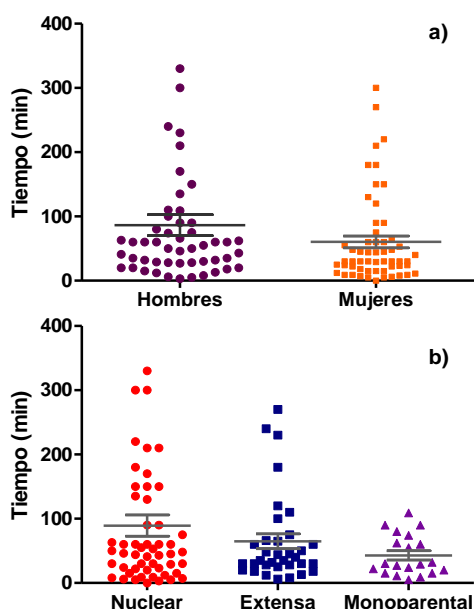 a)
Tiempo (min)
400
300
200
100
0
Hombres Mujeres
b)
Tiempo (min)
400
300
200
100
0
Nuclear Extensa Monoparental